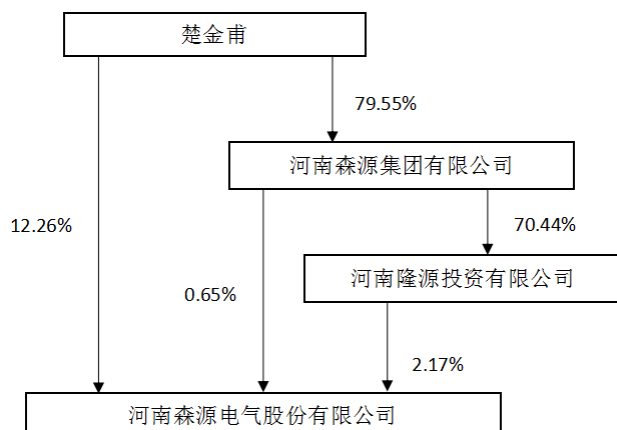 楚金甫
79.55%
河南森源集团有限公司
12.26%
70.44%
河南隆源投资有限公司
0.65%
2.17%
河南森源电气股份有限公司